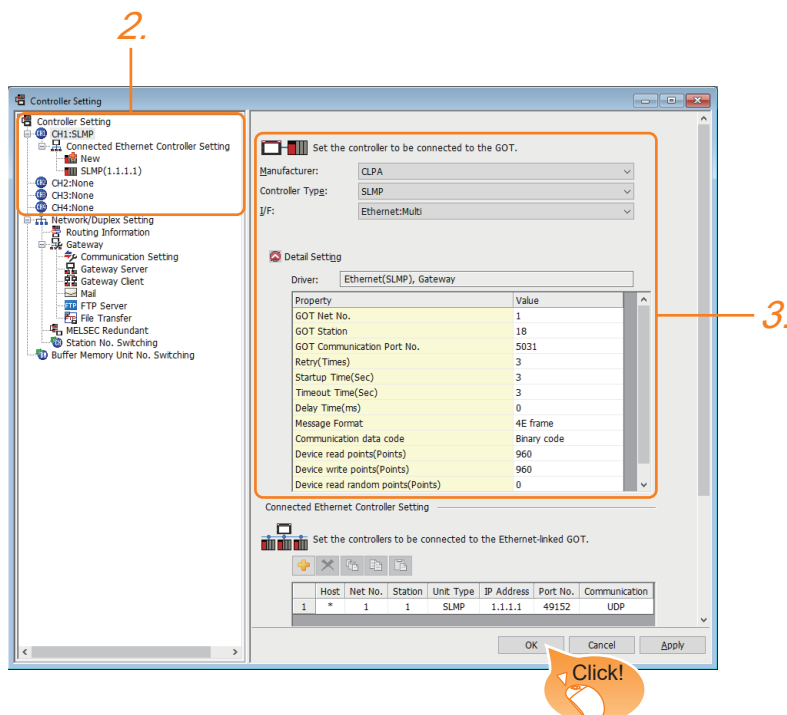 2.
Controller Setting
Controller Setting
CH1:SLMP
Connected Ethernet Controller Setting
New
SLMP(1.1.1.1)
CH2:None
CH3:None
CH4:None
Network/Duplex Setting
Routing Information
Gateway
Communication Setting
Gateway Server
Gateway Client
Mail
FTP FTP Server
File Transfer
MELSEC Redundant
Station No. Switching
Buffer Memory Unit No. Switching
Set the controller to be connected to the GOT.
Manufacturer: CLPA
Controller Type: SLMP
I/F: Ethernet:Multi
Detail Setting
Driver: Ethernet(SLMP), Gateway
Property Value
GOT Net No. 1
GOT Station 18
GOT Communication Port No. 5031
Retry(Times) 3
Startup Time(Sec) 3
Timeout Time(Sec) 3
Delay Time(ms) 0
Message Format 4E frame
Communication data code Binary code
Device read points(Points) 960
Device write points(Points) 960
Device read random points(Points) 0
3.
Connected Ethernet Controller Setting
Set the controllers to be connected to the Ethernet-linked GOT.
Host Net No. Station Unit Type IP Address Port No. Communication
1 * 1 1 SLMP 1.1.1.1 49152 UDP
OK Cancel Apply
Click!